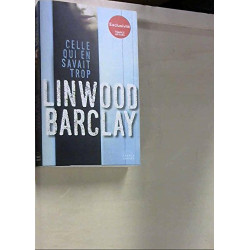 CELLE
QUI EN
SAVAIT
TROP
LINWOOD
BARCLAY